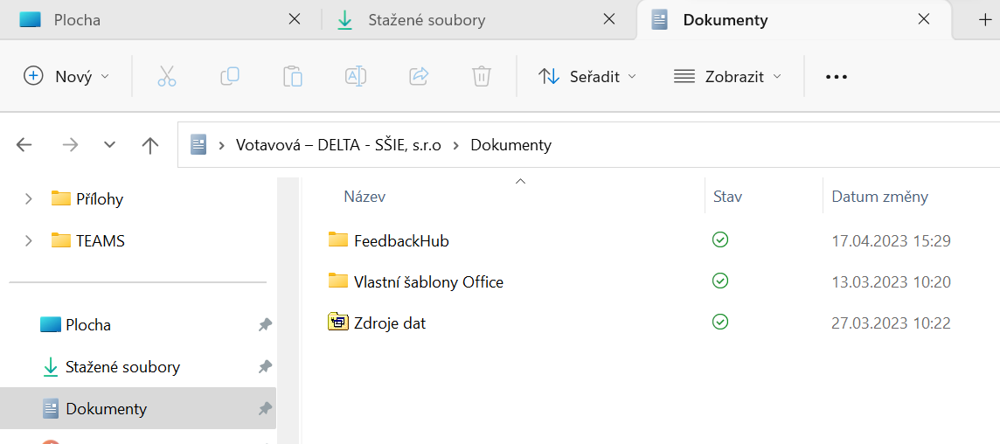 Plocha
Stažené soubory
Dokumenty
Nový
Seřadit
Zobrazit
Votavová – DELTA - SŠIE, s.r.o > Dokumenty
Přílohy
TEAMS
Plocha
Stažené soubory
Dokumenty
Název Stav Datum změny
FeedbackHub 17.04.2023 15:29
Vlastní šablony Office 13.03.2023 10:20
Zdroje dat 27.03.2023 10:22